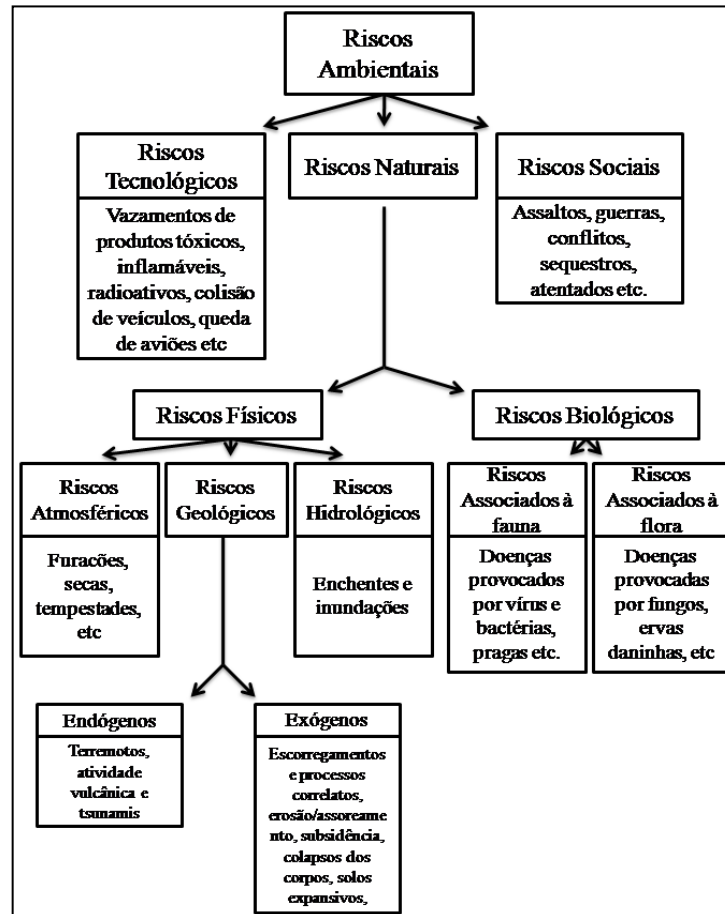 Riscos
Ambientais
Riscos
Tecnológicos
Vazamentos de
produtos tóxicos,
inflamáveis,
radioativos, colisão
de veículos, queda
de aviões etc
Riscos Naturais
Riscos Sociais
Assaltos, guerras,
conflitos,
sequestros,
atentados etc.
Riscos Físicos
Riscos Biológicos
Riscos
Atmosféricos
Furacões,
secas,
tempestades,
etc
Riscos
Geológicos
Riscos
Hidrológicos
Enchentes e
inundações
Riscos
Associados à
fauna
Doenças
provocados
por vírus e
bactérias,
pragas etc.
Riscos
Associados à
flora
Doenças
provocadas
por fungos,
ervas
daninhas, etc
Endógenos
Terremotos,
atividade
vulcânica e
tsunamis
Exógenos
Escorregamentos
e processos
correlatos,
erosão/assoreame
nto, subsidência,
colapsos dos
corpos, solos
expansivos,